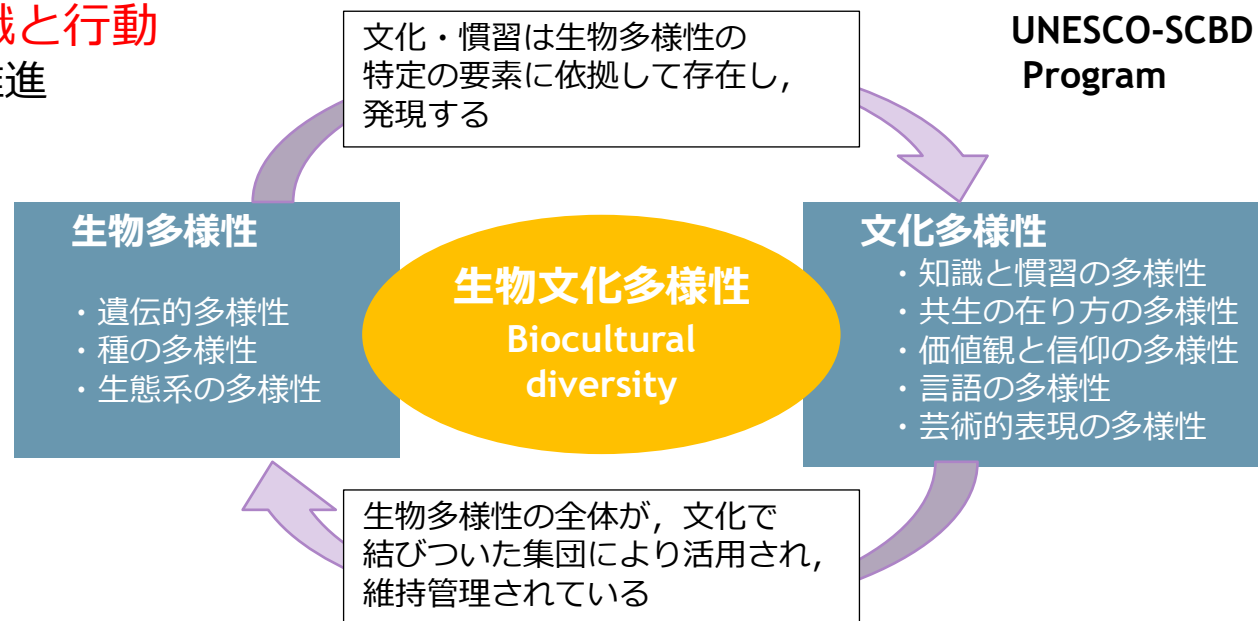 識と行動
推進
UNESCO-SCBD
Program
文化・慣習は生物多様性の
特定の要素に依拠して存在し，
発現する
生物多様性
・遺伝的多様性
・種の多様性
・生態系の多様性
生物文化多様性
Biocultural
diversity
文化多様性
・知識と慣習の多様性
・共生の在り方の多様性
・価値観と信仰の多様性
・言語の多様性
・芸術的表現の多様性
生物多様性の全体が，文化で
結びついた集団により活用され，
維持管理されている